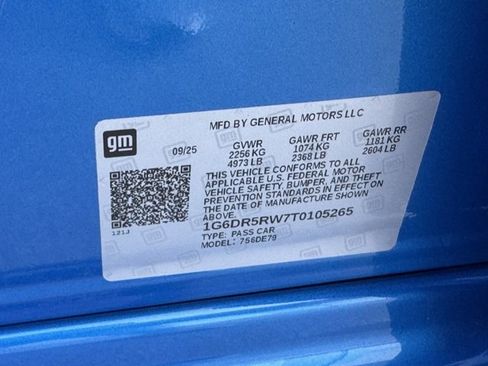 MFD BY GENERAL MOTORS LLC
gm
09/25 GVWR GAWR FRT GAWR RR
2256 KG 1074 KG 1181 KG
4973 LB 2368 LB 2604 LB
THIS VEHICLE CONFORMS TO ALL
APPLICABLE U.S. FEDERAL MOTOR
VEHICLE SAFETY, BUMPER, AND THEFT
PREVENTION STANDARDS IN EFFECT ON
THE DATE OF MANUFACTURE SHOWN
ABOVE.
1G6DR5RW7T0105265
TYPE: PASS CAR
MODEL: 756DE79
121J